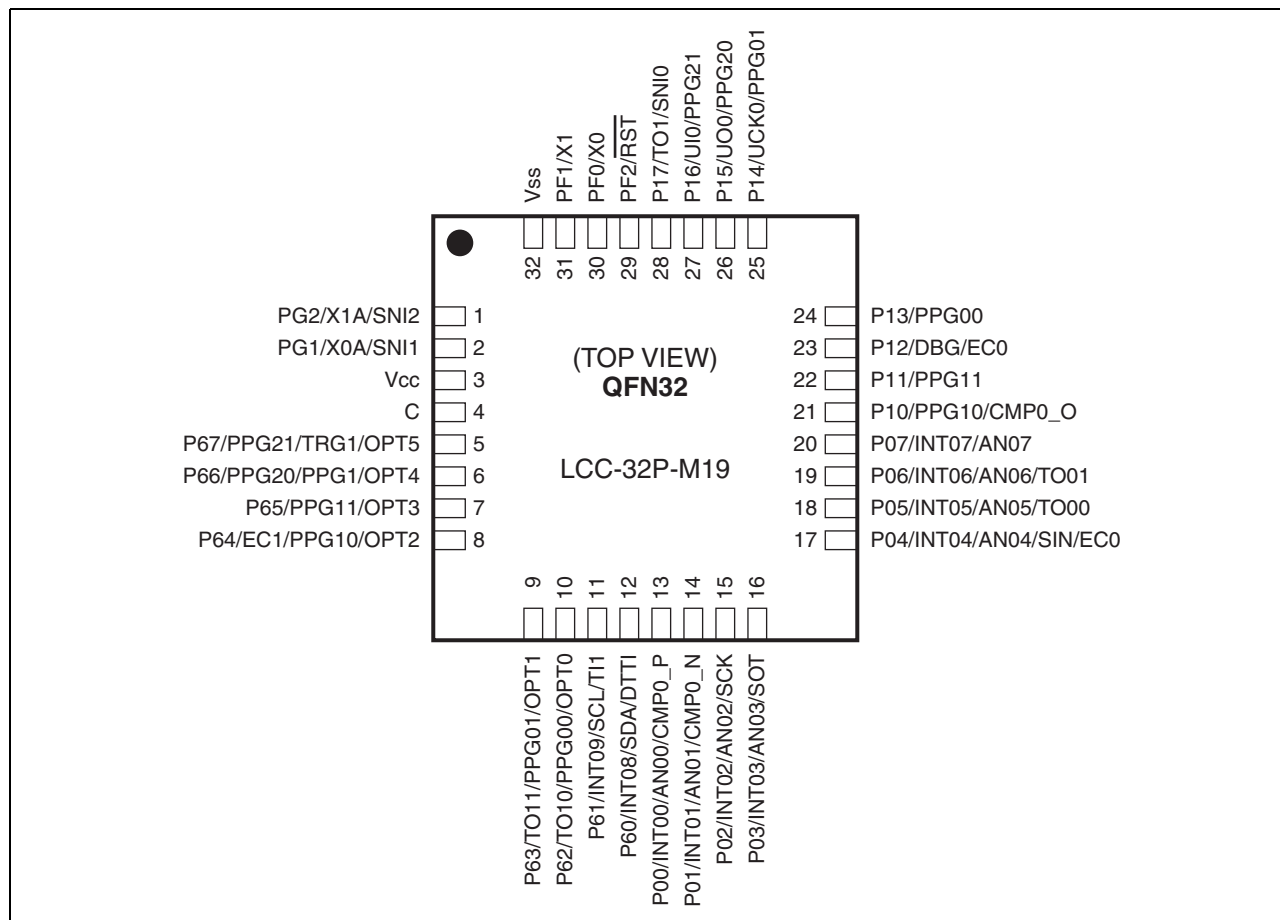 Vss
PF1/X1
PF0/X0
PF2/RST
P17/TO1/SNI0
P16/UI0/PPG21
P15/UO0/PPG20
P14/UCK0/PPG01
32
31
30
29
28
27
26
25
PG2/X1A/SNI2 1
PG1/X0A/SNI1 2
Vcc 3
C 4
P67/PPG21/TRG1/OPT5 5
P66/PPG20/PPG1/OPT4 6
P65/PPG11/OPT3 7
P64/EC1/PPG10/OPT2 8
(TOP VIEW)
QFN32
LCC-32P-M19
24 P13/PPG00
23 P12/DBG/EC0
22 P11/PPG11
21 P10/PPG10/CMP0_O
20 P07/INT07/AN07
19 P06/INT06/AN06/TO01
18 P05/INT05/AN05/TO00
17 P04/INT04/AN04/SIN/EC0
9
10
11
12
13
14
15
16
P63/TO11/PPG01/OPT1
P62/TO10/PPG00/OPT0
P61/INT09/SCL/TI1
P60/INT08/SDA/DTTI
P00/INT00/AN00/CMP0_P
P01/INT01/AN01/CMP0_N
P02/INT02/AN02/SCK
P03/INT03/AN03/SOT